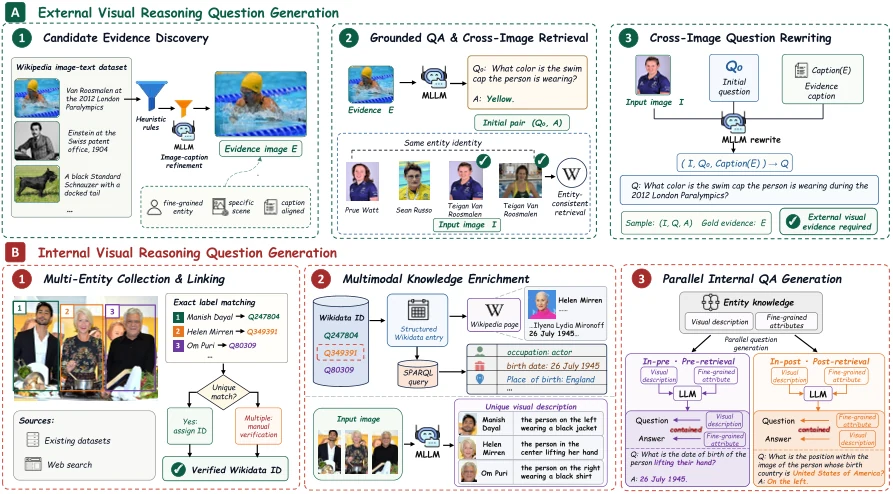 A External Visual Reasoning Question Generation
1 Candidate Evidence Discovery
Wikipedia image-text dataset
Van Roosmalen at
the 2012 London
Paralympics
Einstein at the
Swiss patent
office, 1904
A black Standard
Schnauzer with a
docked tail
...
Heuristic
rules
MLLM
Image-caption
refinement
Evidence image E
fine-grained
entity
specific
scene
caption
aligned
2 Grounded QA & Cross-Image Retrieval
Evidence E
MLLM
Q₀: What color is the swim
cap the person is wearing?
A: Yellow.
Initial pair (Q₀, A)
Same entity identity
Prue Watt
Sean Russo
Teigan Van
Roosmalen
Teigan Van
Roosmalen
Input image I
W
Entity-
consistent
retrieval
3 Cross-Image Question Rewriting
Input image I
Q₀
Initial
question
Caption(E)
Evidence
caption
MLLM rewrite
( I, Q₀, Caption(E) ) → Q
Q: What color is the swim cap the person is wearing during the
2012 London Paralympics?
Sample: (I, Q, A) Gold evidence: E
External visual
evidence required
B Internal Visual Reasoning Question Generation
1 Multi-Entity Collection & Linking
1 2 3
Exact label matching
1 Manish Dayal → Q247804
2 Helen Mirren → Q349391
3 Om Puri → Q80309
...
Unique
match?
Sources:
Existing datasets
Web search
Yes:
assign ID
Multiple:
manual
verification
Verified Wikidata ID
2 Multimodal Knowledge Enrichment
Wikidata ID
Q247804
Q349391
Q80309
Structured
Wikidata entry
SPARQL
query
W
Wikipedia page
Helen Mirren
......
...Ilyena Lydia Mironoff
26 July 1945...
occupation: actor
birth date: 26 July 1945
Place of birth: England
...
Input image
MLLM
Unique visual description
Manish
Dayal
the person on the left
wearing a black jacket
Helen
Mirren
the person in the
center lifting her hand
Om Puri
the person on the right
wearing a black shirt
3 Parallel Internal QA Generation
Entity knowledge
Visual description
Fine-grained
attributes
Parallel question
generation
In-pre · Pre-retrieval
Visual
description
Fine-grained
attribute
LLM
Question
Visual
description
contained
Answer
Fine-grained
attribute
Q: What is the date of birth of the
person lifting their hand?
A: 26 July 1945.
In-post · Post-retrieval
Visual
description
Fine-grained
attribute
LLM
Question
Fine-grained
attribute
contained
Answer
Visual
description
Q: What is the position within the
image of the person whose birth
country is United States of America?
A: On the left.